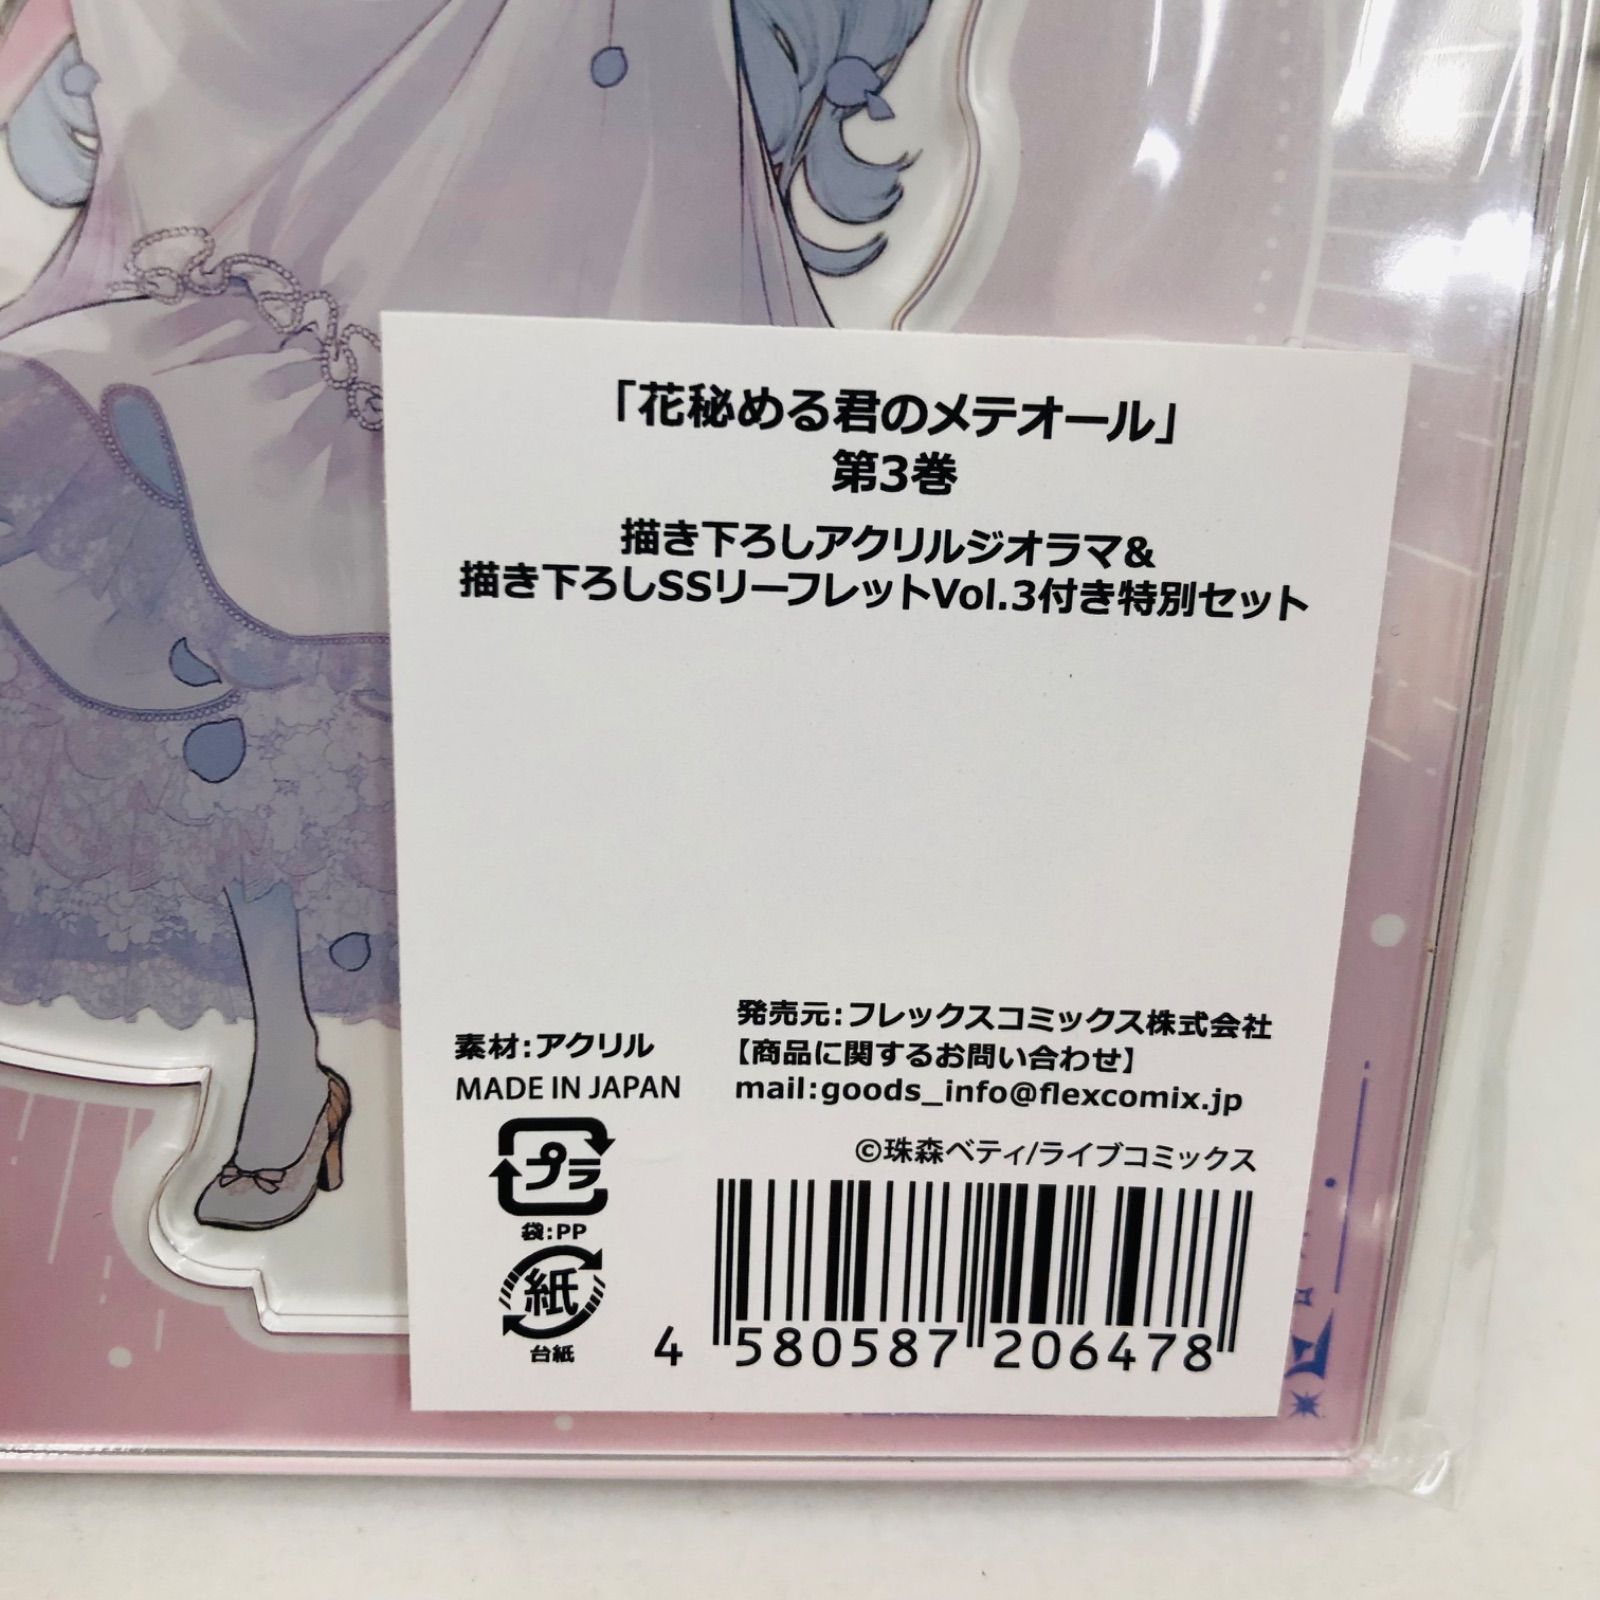 「花秘める君のメテオール」
第3巻
描き下ろしアクリルジオラマ&
描き下ろしSSリーフレットVol.3付き特別セット
素材:アクリル
MADE IN JAPAN
発売元:フレックスコミックス株式会社
【商品に関するお問い合わせ】
mail:goods_info@flexcomix.jp
©珠森ベティ/ライブコミックス
プラ
袋:PP
紙
台紙
4 580587 206478